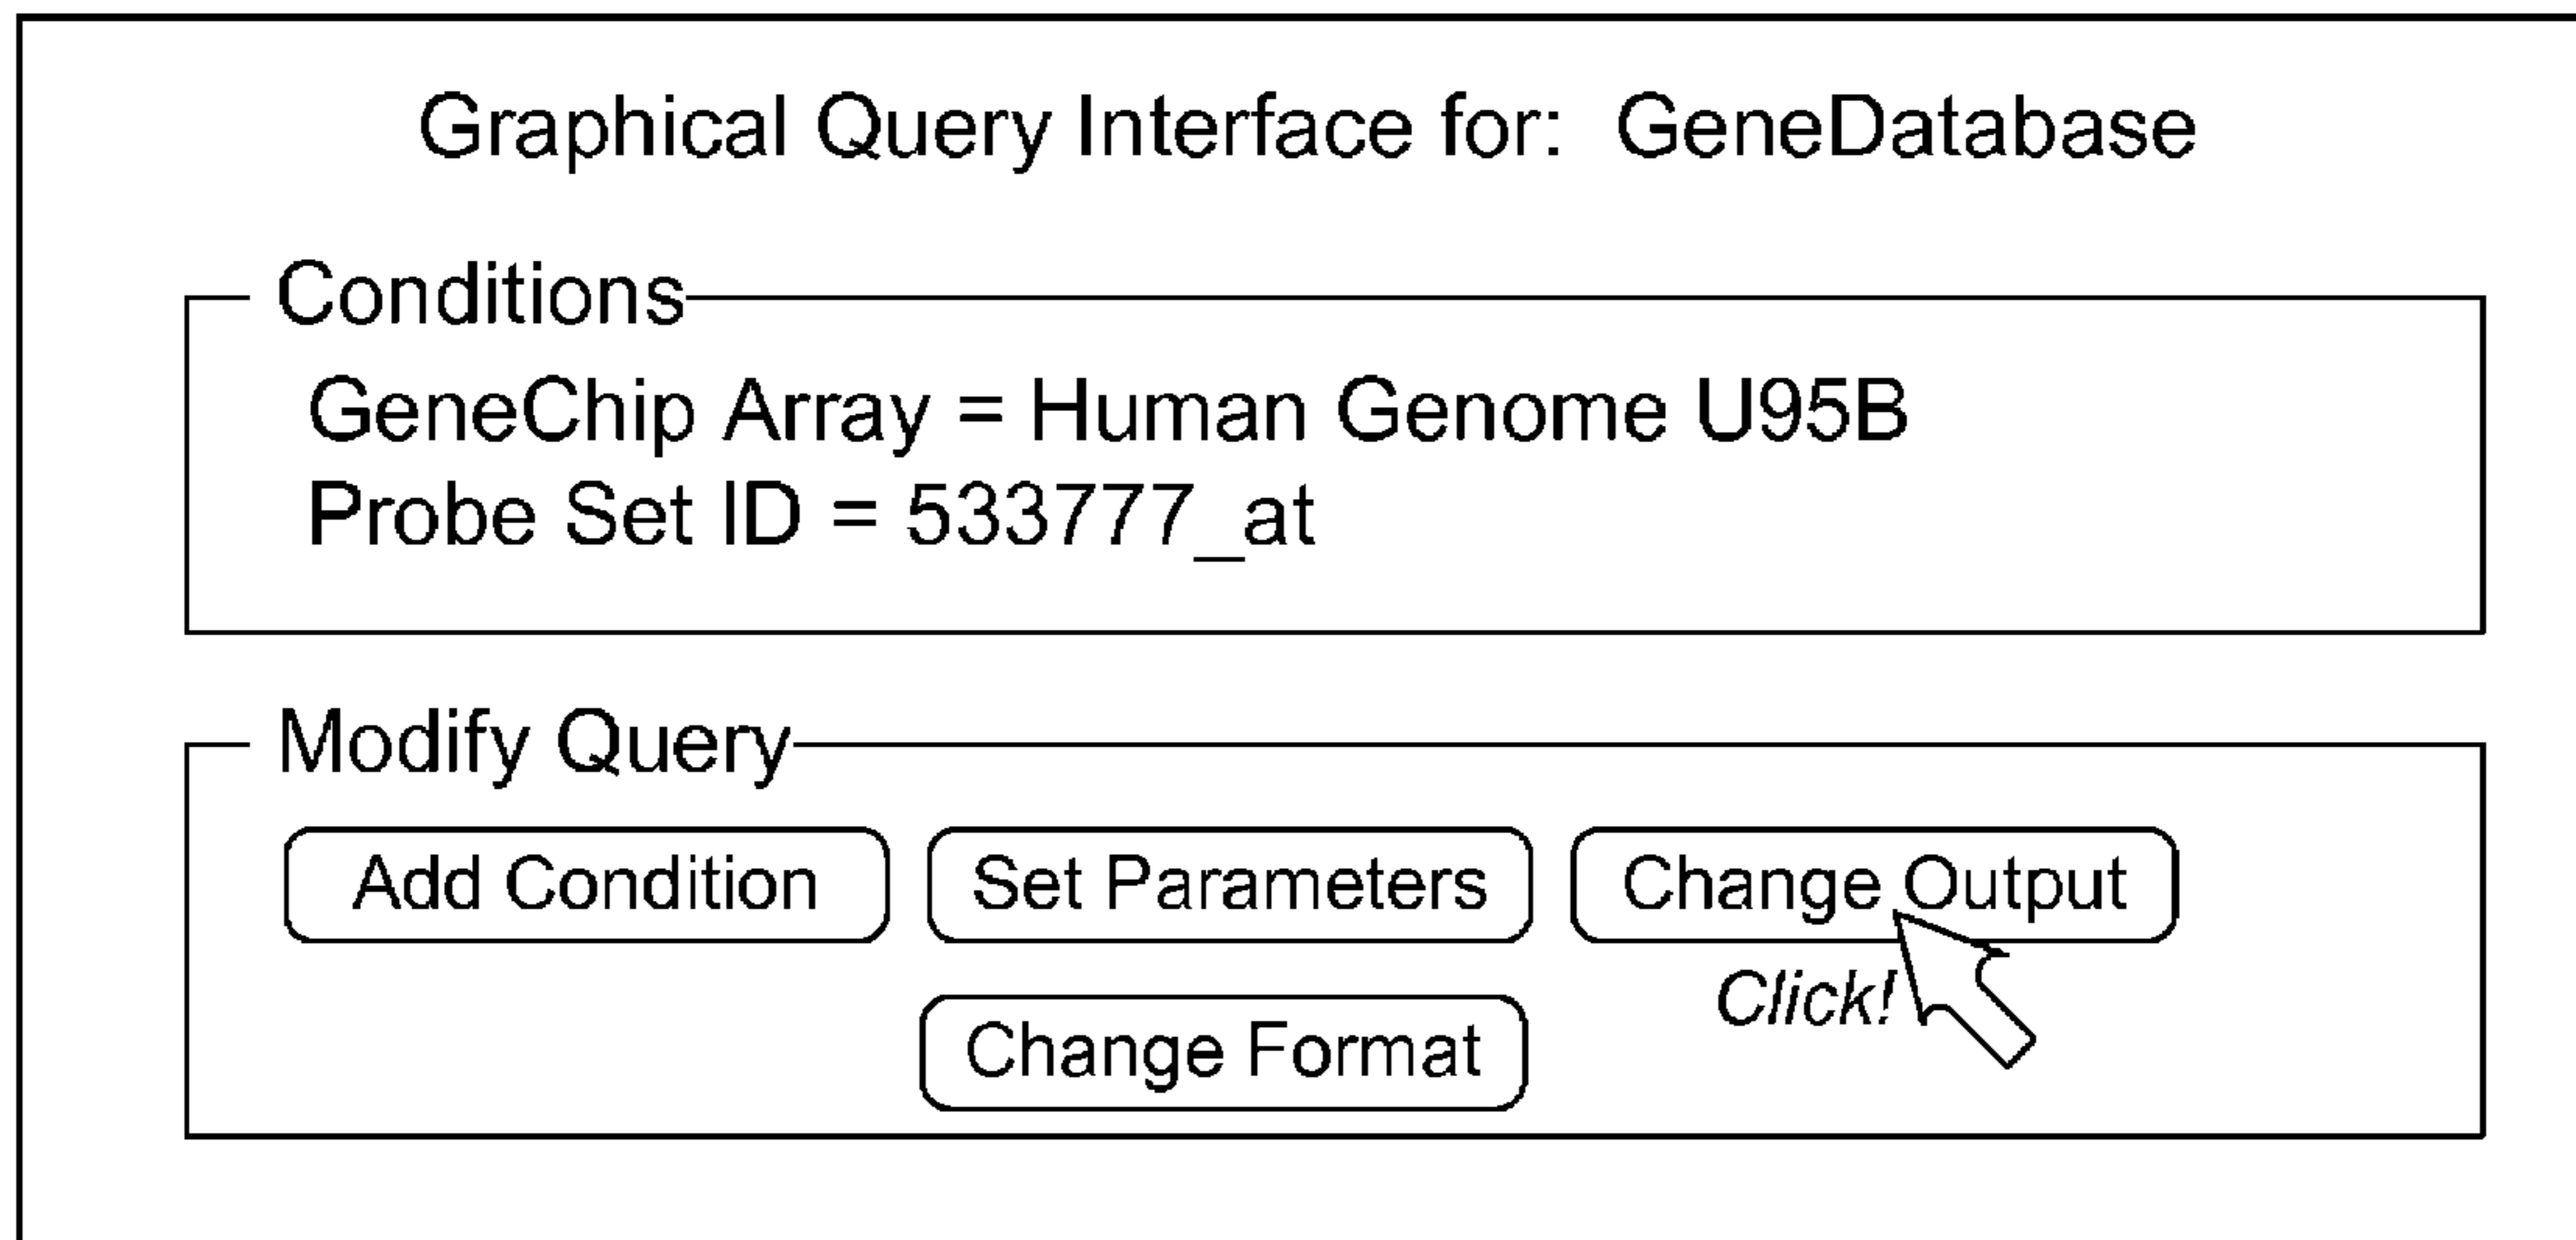 Graphical Query Interface for: GeneDatabase
Conditions
GeneChip Array = Human Genome U95B
Probe Set ID = 533777_at
Modify Query
Add Condition Set Parameters Change Output
Click!
Change Format